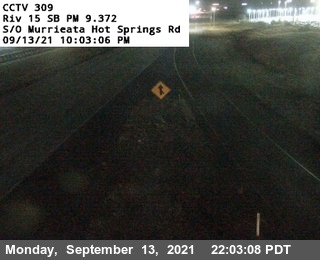 CCTV 309
Riv 15 SB PM 9.372
S/O Murrieata Hot Springs Rd
09/13/21 10:03:06 PM
Monday, September 13, 2021 22:03:08 PDT